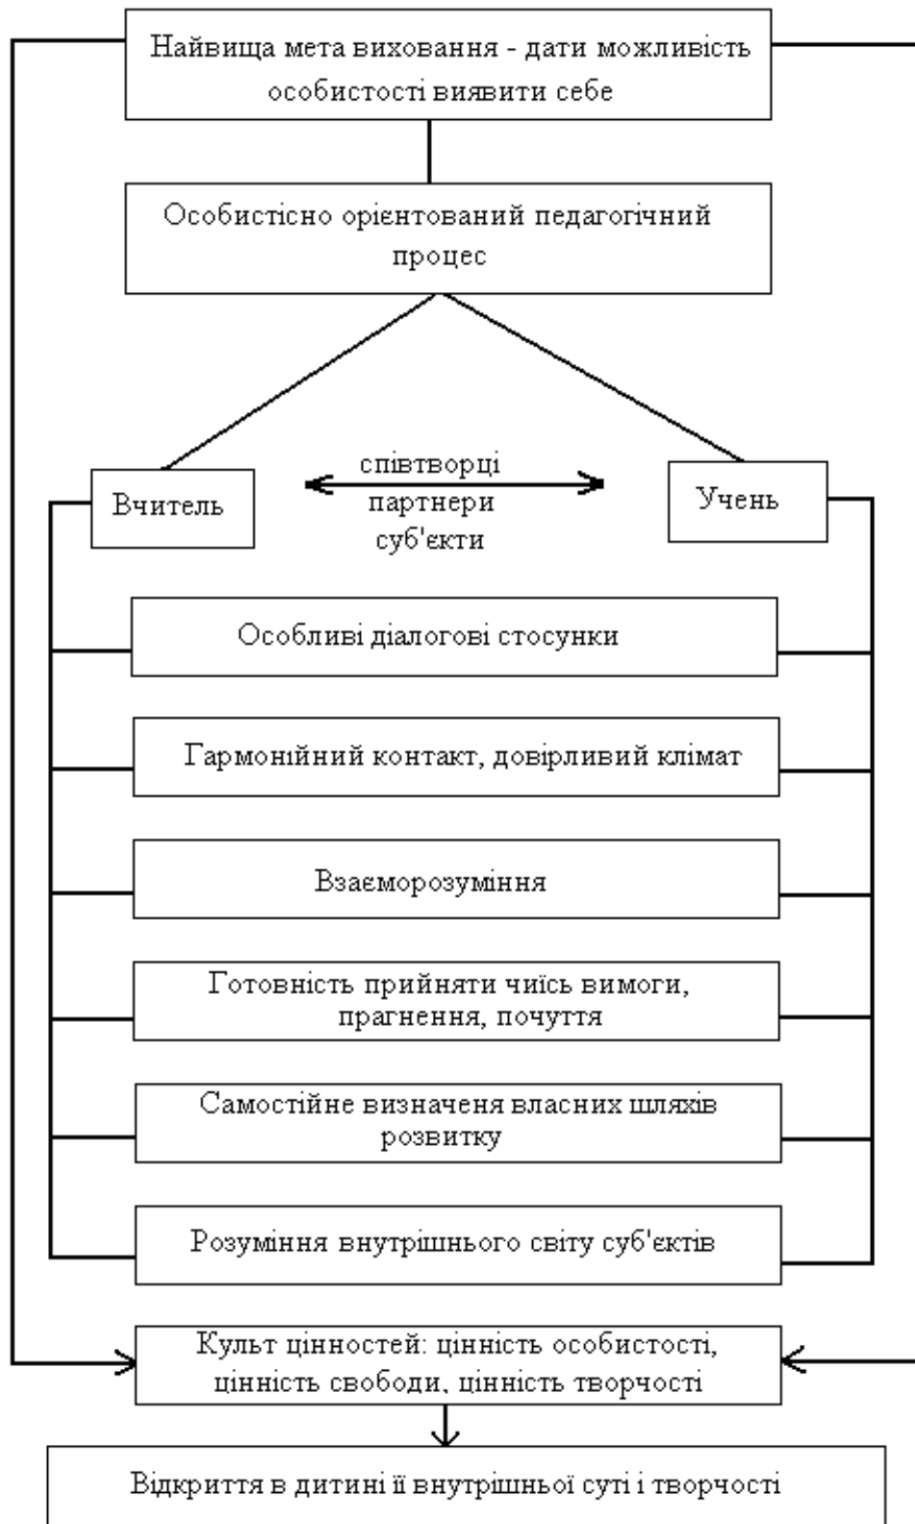 Найвища мета виховання - дати можливість
особистості виявити себе
Особистісно орієнтований педагогічний
процес
Вчитель
співтворці
партнери
суб'єкти
Учень
Особливі діалогові стосунки
Гармонійний контакт, довірливий клімат
Взаєморозуміння
Готовність прийняти чиїсь вимоги,
прагнення, почуття
Самостійне визначеня власних шляхів
розвитку
Розуміння внутрішнього світу суб'єктів
Культ цінностей: цінність особистості,
цінність свободи, цінність творчості
Відкриття в дитині її внутрішньої суті і творчості